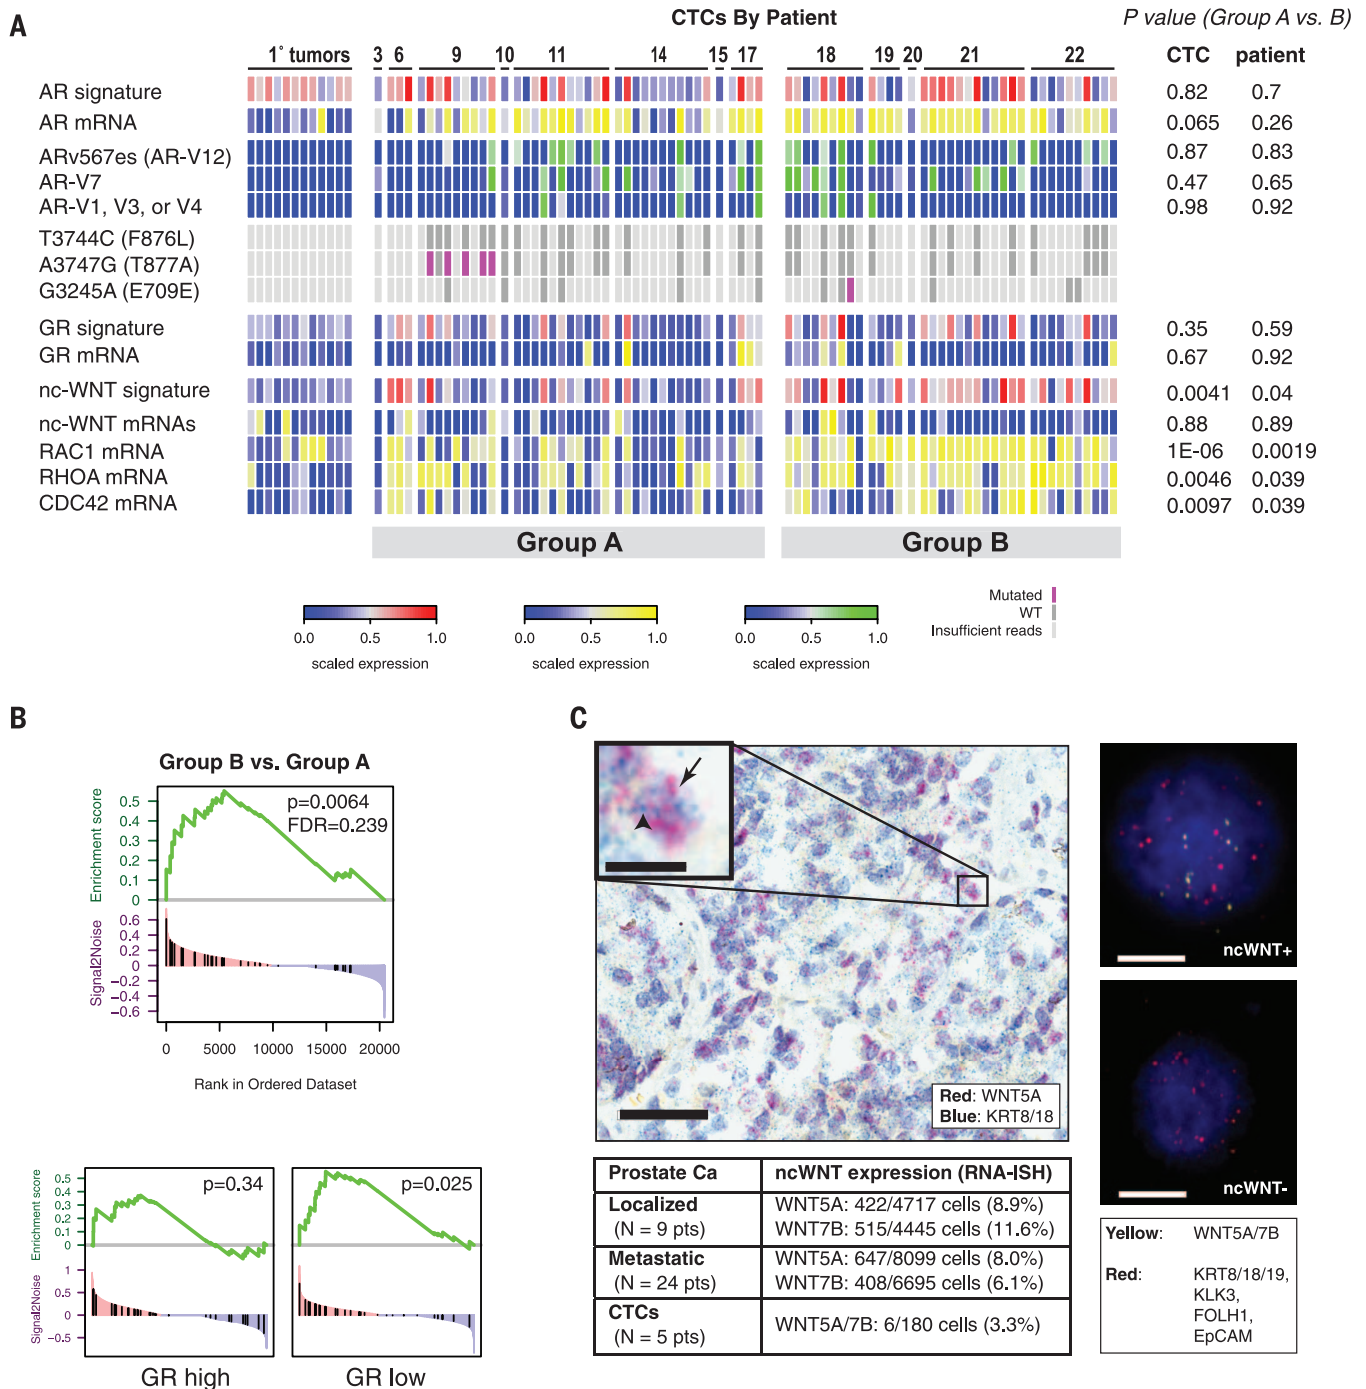 A
CTCs By Patient
P value (Group A vs. B)
1° tumors 3 6 9 10 11 14 15 17 18 19 20 21 22 CTC patient
AR signature 0.82 0.7
AR mRNA 0.065 0.26
ARv567es (AR-V12) 0.87 0.83
AR-V7 0.47 0.65
AR-V1, V3, or V4 0.98 0.92
T3744C (F876L)
A3747G (T877A)
G3245A (E709E)
GR signature 0.35 0.59
GR mRNA 0.67 0.92
nc-WNT signature 0.0041 0.04
nc-WNT mRNAs 0.88 0.89
RAC1 mRNA 1E-06 0.0019
RHOA mRNA 0.0046 0.039
CDC42 mRNA 0.0097 0.039
Group A Group B
0.0 0.5 1.0
scaled expression
0.0 0.5 1.0
scaled expression
0.0 0.5 1.0
scaled expression
Mutated
WT
Insufficient reads
B
Group B vs. Group A
p=0.0064
FDR=0.239
Enrichment score
0.5
0.4
0.3
0.2
0.1
0
Signal2Noise
0.6
0.4
0.2
0
-0.2
-0.4
-0.6
0 5000 10000 15000 20000
Rank in Ordered Dataset
p=0.34
Enrichment score
0.5
0.4
0.3
0.2
0.1
0
Signal2Noise
1
0.5
0
-0.5
GR high
p=0.025
GR low
C
Red: WNT5A
Blue: KRT8/18
ncWNT+
ncWNT-
Prostate Ca ncWNT expression (RNA-ISH)
Localized WNT5A: 422/4717 cells (8.9%)
(N = 9 pts) WNT7B: 515/4445 cells (11.6%)
Metastatic WNT5A: 647/8099 cells (8.0%)
(N = 24 pts) WNT7B: 408/6695 cells (6.1%)
CTCs
(N = 5 pts) WNT5A/7B: 6/180 cells (3.3%)
Yellow: WNT5A/7B
Red: KRT8/18/19,
KLK3,
FOLH1,
EpCAM